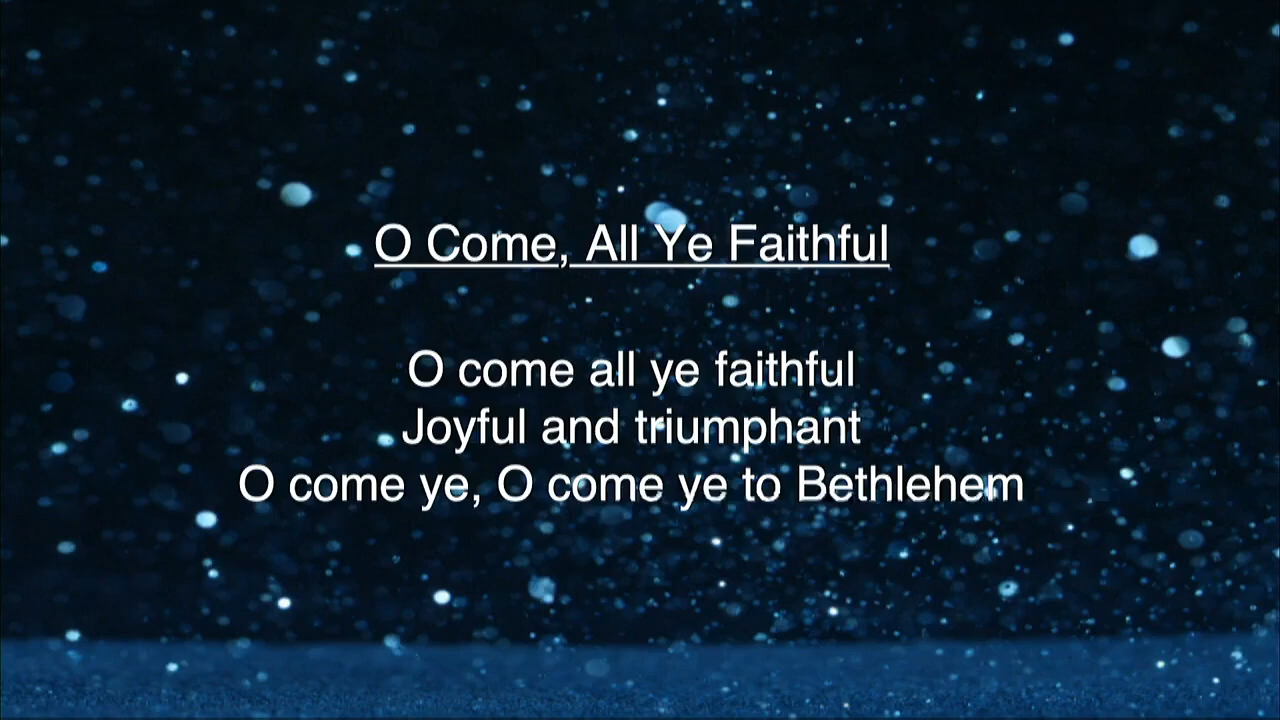 O Come, All Ye Faithful
O come all ye faithful
Joyful and triumphant
O come ye, O come ye to Bethlehem